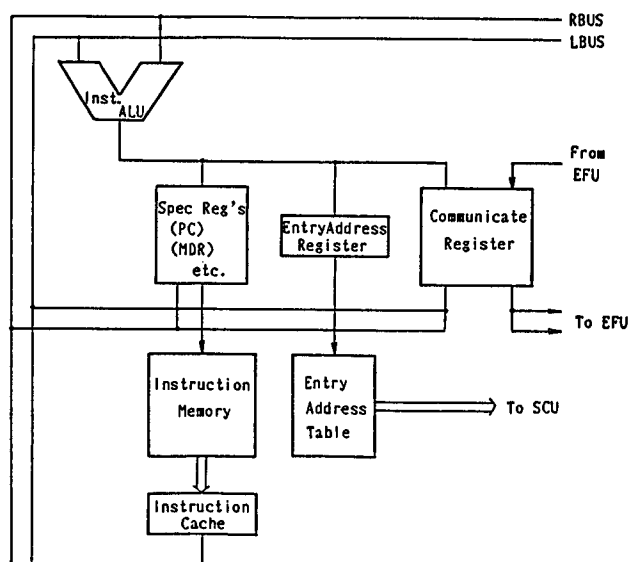 RBUS
LBUS
Inst.
ALU
From
EFU
Spec Reg's
(PC)
(MDR)
etc.
EntryAddress
Register
Communicate
Register
To EFU
Instruction
Memory
Entry
Address
Table
To SCU
Instruction
Cache